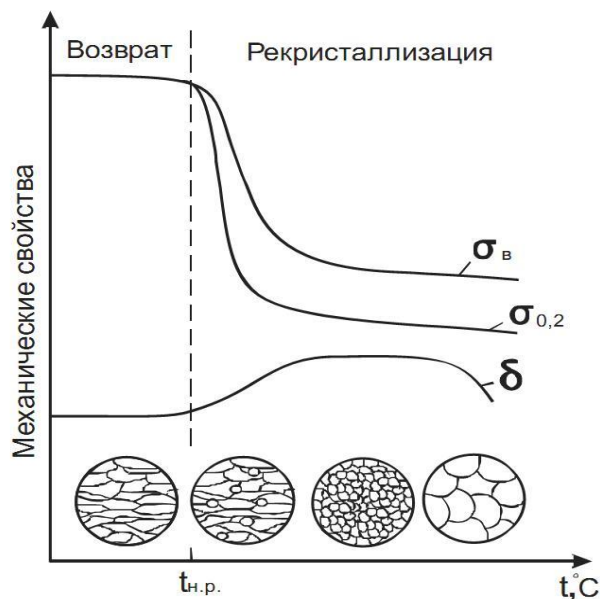 Возврат
Рекристаллизация
Механические свойства
σв
σ0,2
δ
tн.р.
t,°C